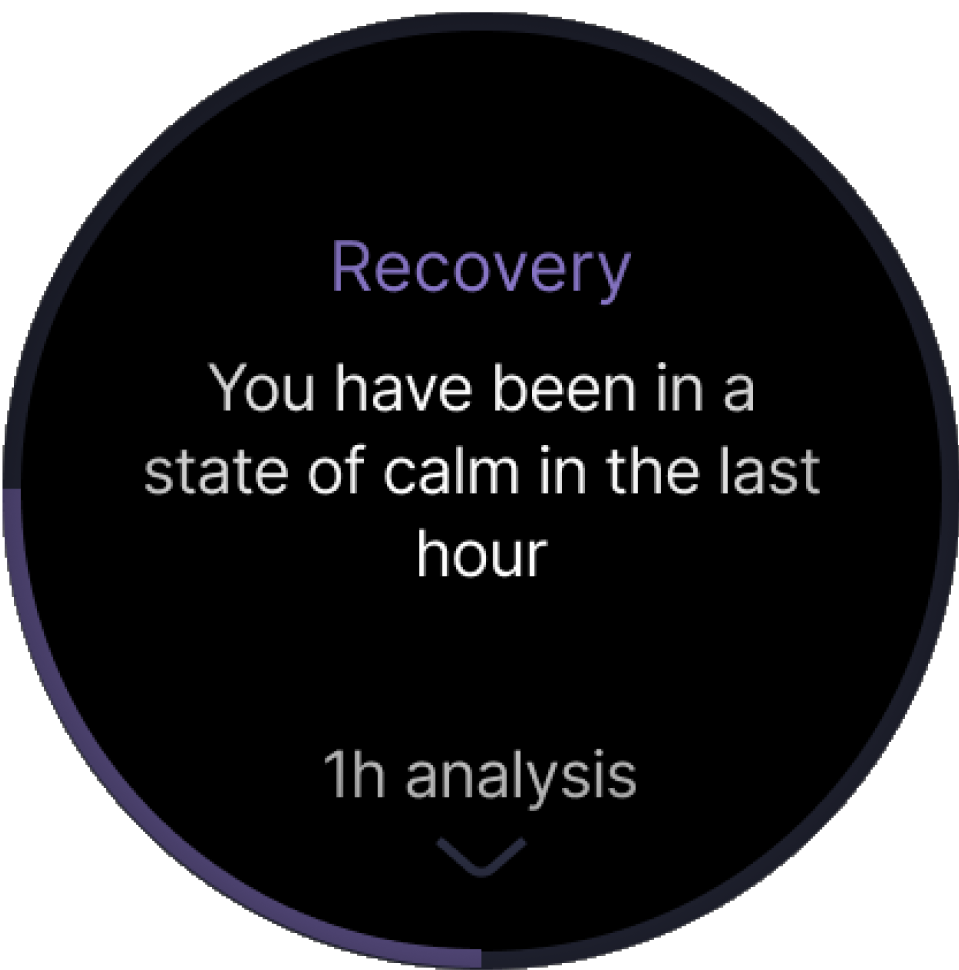 Recovery
You have been in a
state of calm in the last
hour
1h analysis